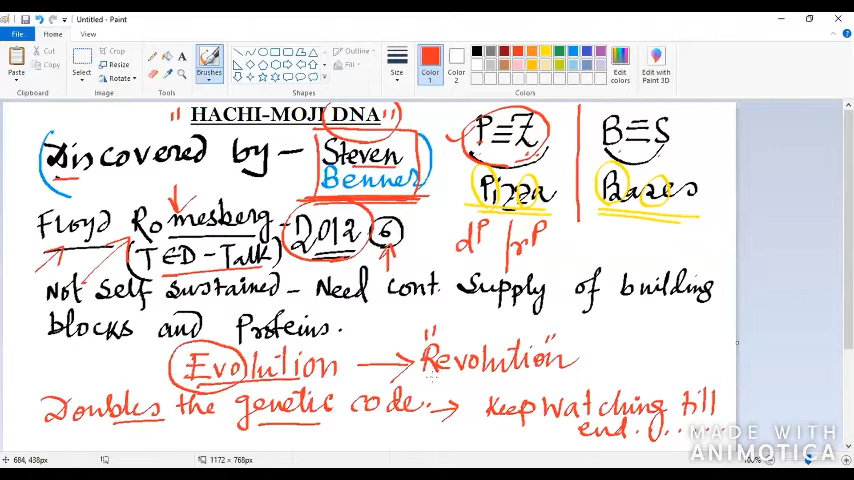 Untitled - Paint
File Home View
Paste
Cut
Copy
Clipboard
Select
Crop
Resize
Rotate
Image
Tools
Brushes
Shapes
Outline
Fill
Size
Color 1
Color 2
Colors
Edit colors
Edit with Paint 3D
"HACHI-MOJI DNA"
P≡Z B≡S
Discovered by - Steven Benner
Pizza Bases
Floyd Romesberg - 2012 6
dP / rP
(TED-Talk)
Not Self Sustained - Need cont. Supply of building
blocks and Proteins.
Evolution → "Revolution"
Doubles the genetic code. → Keep Watching till
end.
MADE WITH
ANIMOTICA
684, 438px
1172 × 768px
100%